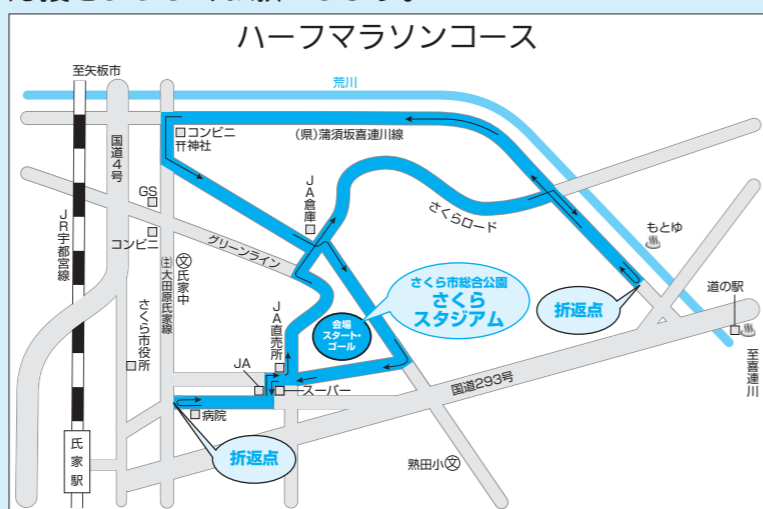 ハーフマラソンコース
至矢板市
荒川
国道4号
コンビニ
神社
(県)蒲須坂喜連川線
JR宇都宮線
GS
コンビニ
グリーンライン
JA倉庫
さくらロード
もとゆ
文氏家中
主大田原氏家線
さくら市役所
JA直売所
会場
スタート・
ゴール
さくら市総合公園
さくら
スタジアム
折返点
道の駅
至喜連川
JA
スーパー
国道293号
病院
折返点
氏家駅
熟田小文